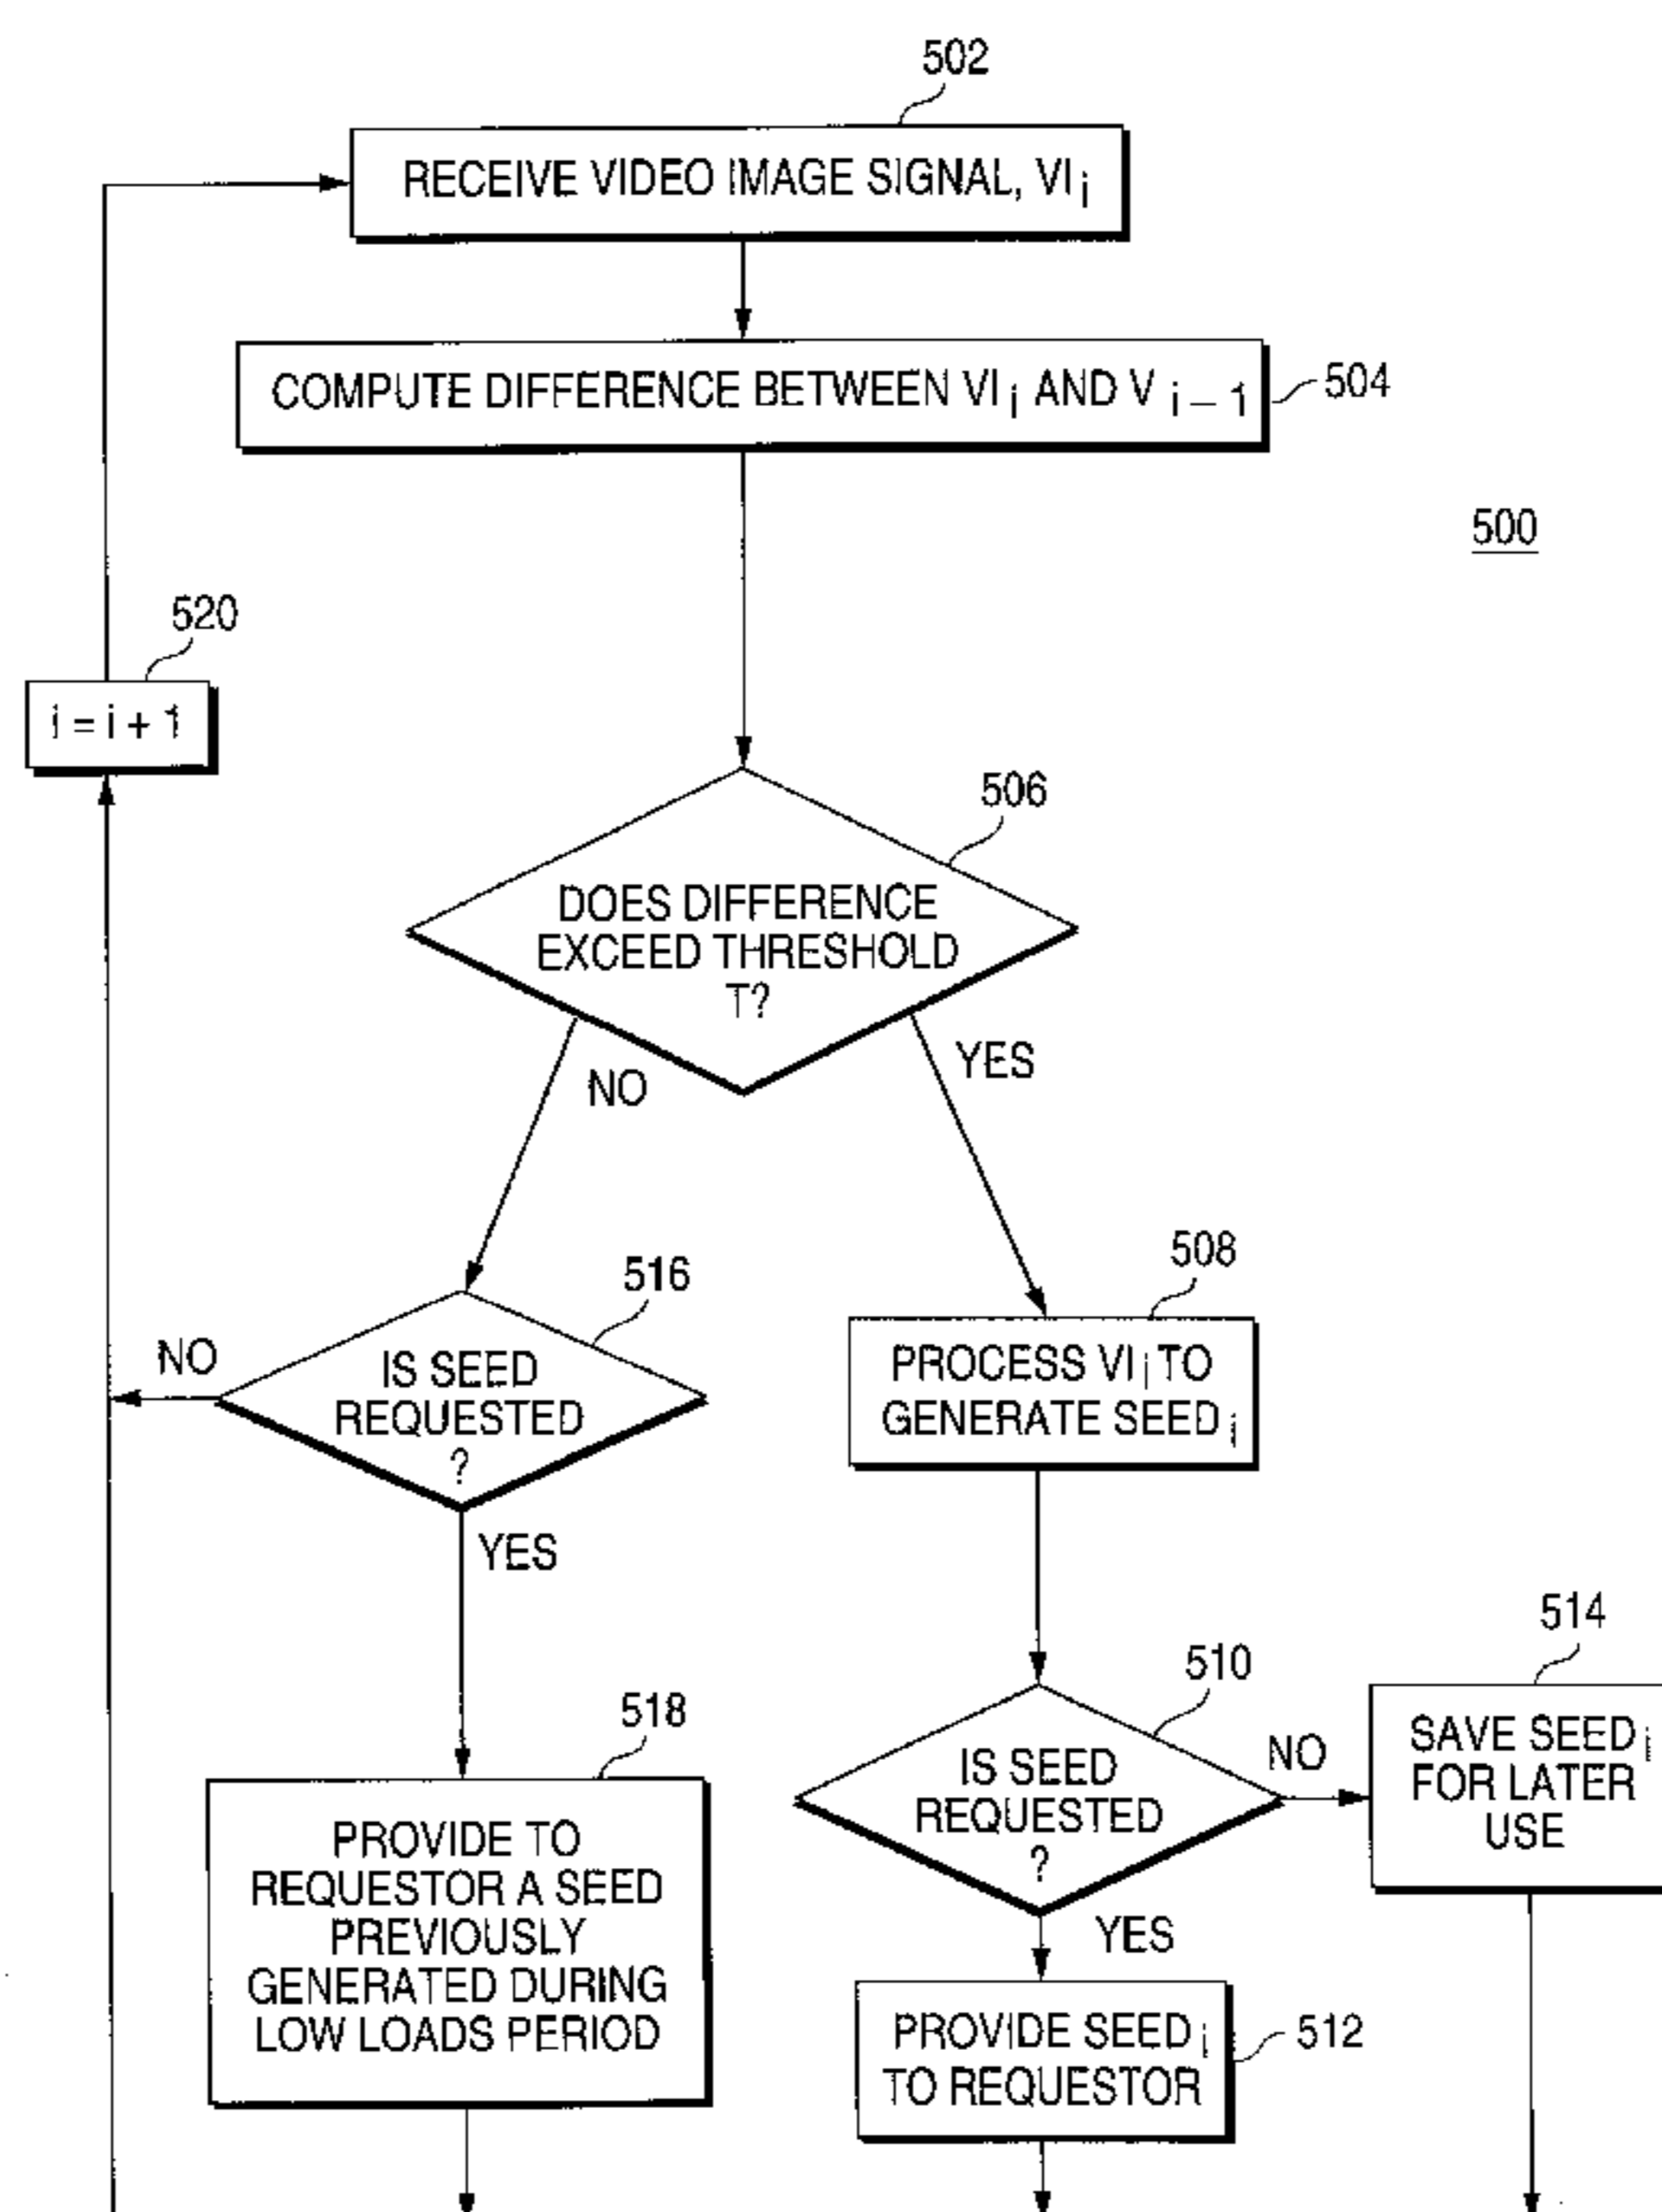 502
RECEIVE VIDEO IMAGE SIGNAL, VI i
COMPUTE DIFFERENCE BETWEEN VI i AND V i – 1
504
500
520
i = i + 1
506
DOES DIFFERENCE
EXCEED THRESHOLD
T?
NO
YES
516
508
NO
IS SEED
REQUESTED
?
PROCESS VI i TO
GENERATE SEED i
YES
514
510
518
IS SEED
REQUESTED
?
NO
SAVE SEED i
FOR LATER
USE
PROVIDE TO
REQUESTOR A SEED
PREVIOUSLY
GENERATED DURING
LOW LOADS PERIOD
YES
PROVIDE SEED i
TO REQUESTOR
512